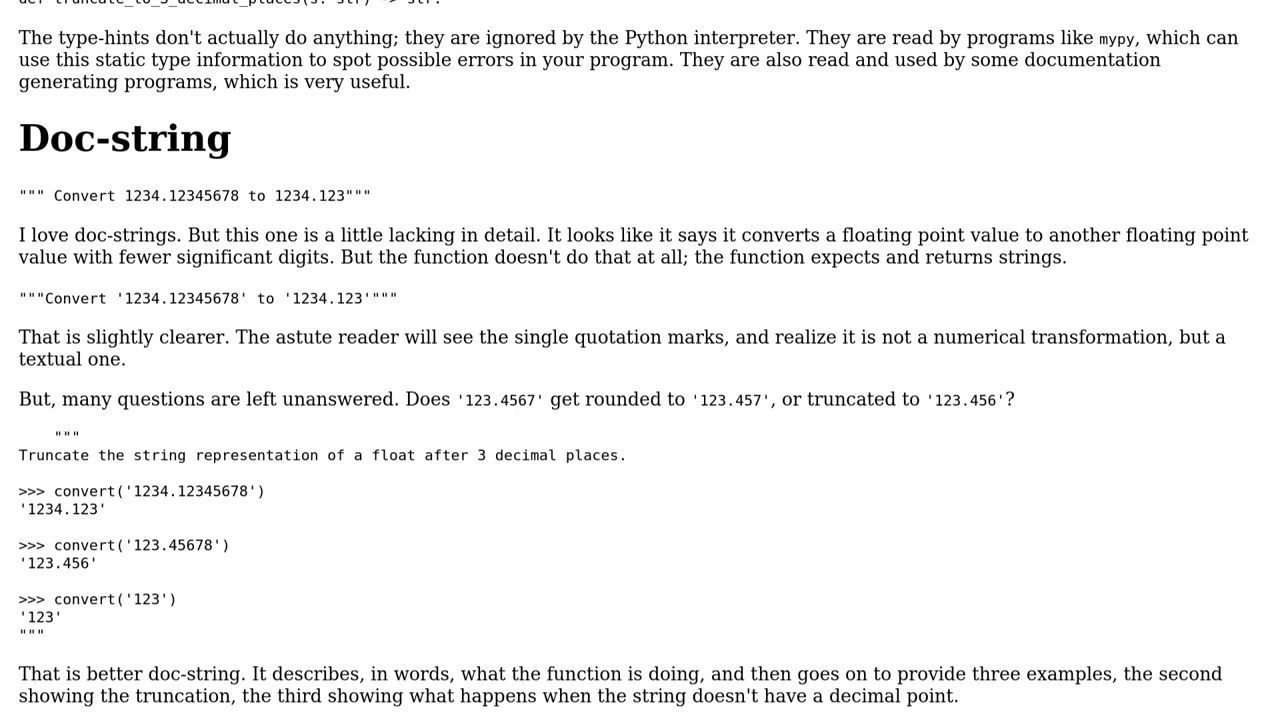 def truncate_to_3_decimal_places(s: str) -> str:
The type-hints don't actually do anything; they are ignored by the Python interpreter. They are read by programs like mypy, which can
use this static type information to spot possible errors in your program. They are also read and used by some documentation
generating programs, which is very useful.
Doc-string
""" Convert 1234.12345678 to 1234.123"""
I love doc-strings. But this one is a little lacking in detail. It looks like it says it converts a floating point value to another floating point
value with fewer significant digits. But the function doesn't do that at all; the function expects and returns strings.
"""Convert '1234.12345678' to '1234.123'"""
That is slightly clearer. The astute reader will see the single quotation marks, and realize it is not a numerical transformation, but a
textual one.
But, many questions are left unanswered. Does '123.4567' get rounded to '123.457', or truncated to '123.456'?
"""
Truncate the string representation of a float after 3 decimal places.
>>> convert('1234.12345678')
'1234.123'
>>> convert('123.45678')
'123.456'
>>> convert('123')
'123'
"""
That is better doc-string. It describes, in words, what the function is doing, and then goes on to provide three examples, the second
showing the truncation, the third showing what happens when the string doesn't have a decimal point.